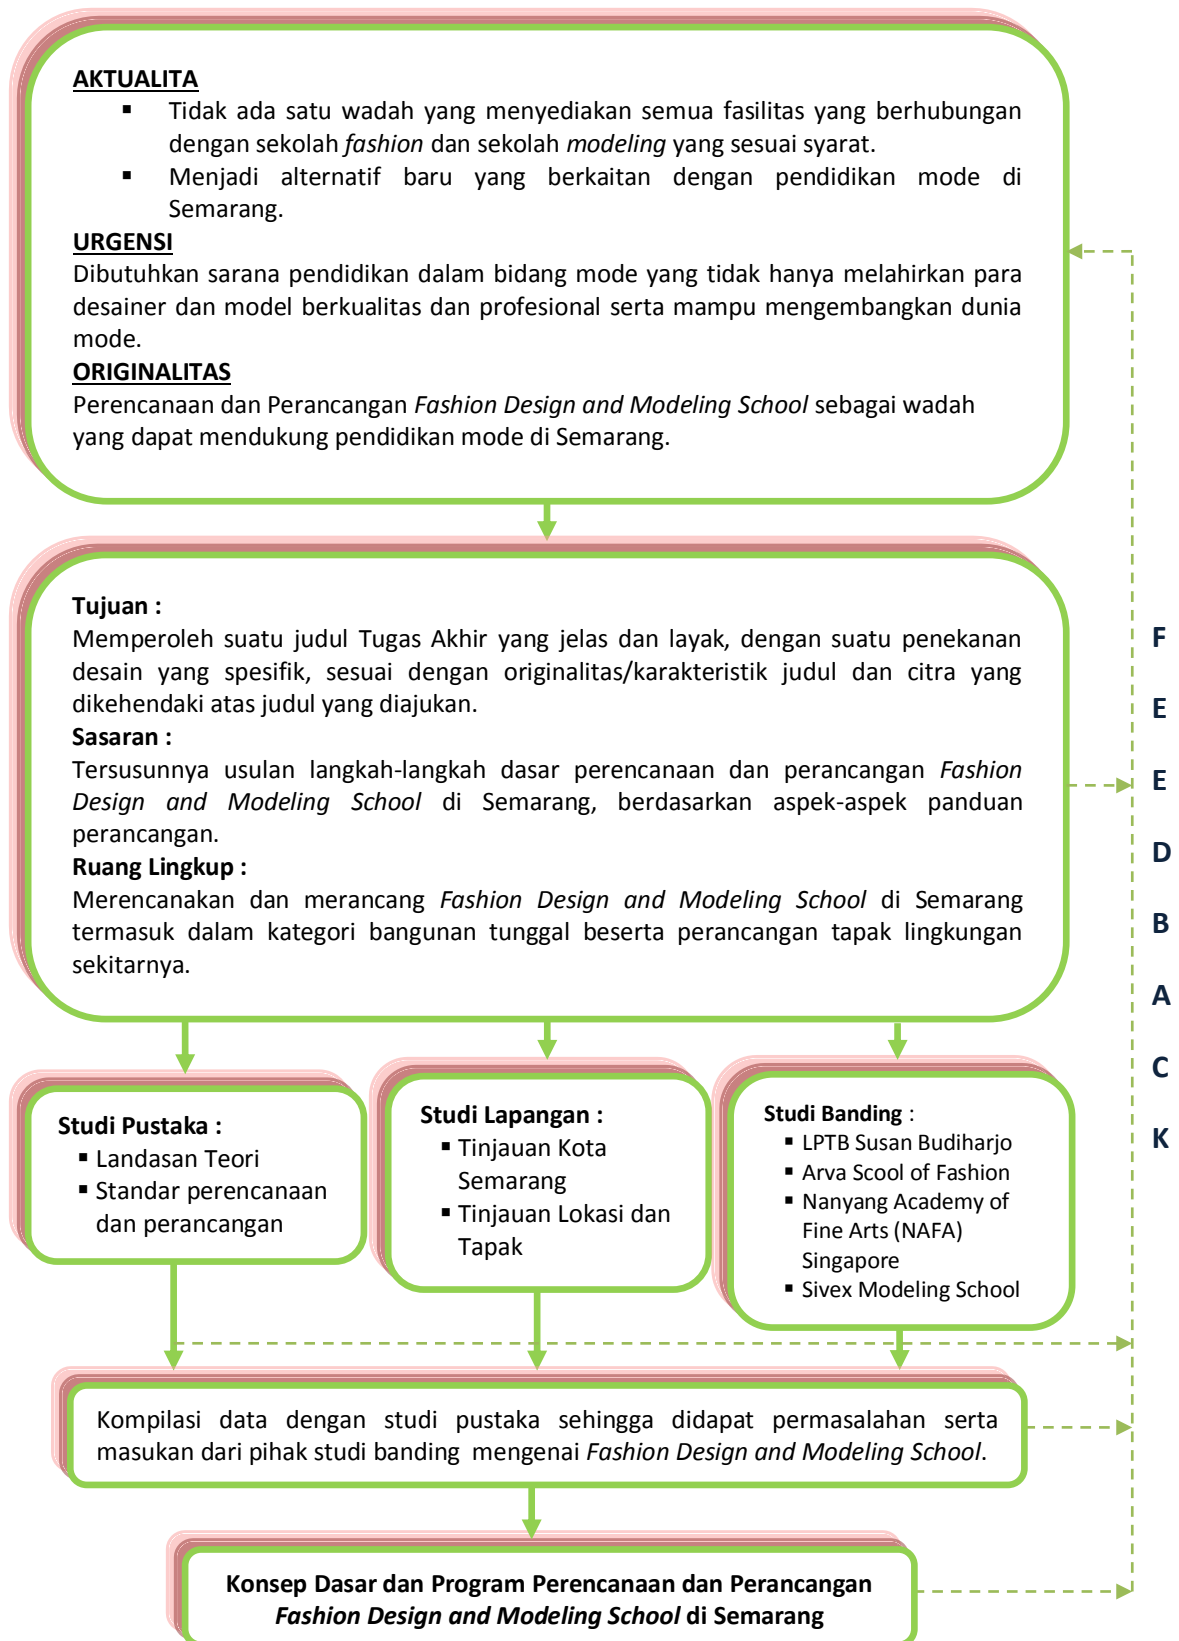 AKTUALITA
▪ Tidak ada satu wadah yang menyediakan semua fasilitas yang berhubungan
dengan sekolah fashion dan sekolah modeling yang sesuai syarat.
▪ Menjadi alternatif baru yang berkaitan dengan pendidikan mode di
Semarang.
URGENSI
Dibutuhkan sarana pendidikan dalam bidang mode yang tidak hanya melahirkan para
desainer dan model berkualitas dan profesional serta mampu mengembangkan dunia
mode.
ORIGINALITAS
Perencanaan dan Perancangan Fashion Design and Modeling School sebagai wadah
yang dapat mendukung pendidikan mode di Semarang.
Tujuan :
Memperoleh suatu judul Tugas Akhir yang jelas dan layak, dengan suatu penekanan
desain yang spesifik, sesuai dengan originalitas/karakteristik judul dan citra yang
dikehendaki atas judul yang diajukan.
Sasaran :
Tersusunnya usulan langkah-langkah dasar perencanaan dan perancangan Fashion
Design and Modeling School di Semarang, berdasarkan aspek-aspek panduan
perancangan.
Ruang Lingkup :
Merencanakan dan merancang Fashion Design and Modeling School di Semarang
termasuk dalam kategori bangunan tunggal beserta perancangan tapak lingkungan
sekitarnya.
F
E
E
D
B
A
C
K
Studi Pustaka :
▪ Landasan Teori
▪ Standar perencanaan
dan perancangan
Studi Lapangan :
▪ Tinjauan Kota
Semarang
▪ Tinjauan Lokasi dan
Tapak
Studi Banding :
▪ LPTB Susan Budiharjo
▪ Arva Scool of Fashion
▪ Nanyang Academy of
Fine Arts (NAFA)
Singapore
▪ Sivex Modeling School
Kompilasi data dengan studi pustaka sehingga didapat permasalahan serta
masukan dari pihak studi banding mengenai Fashion Design and Modeling School.
Konsep Dasar dan Program Perencanaan dan Perancangan
Fashion Design and Modeling School di Semarang